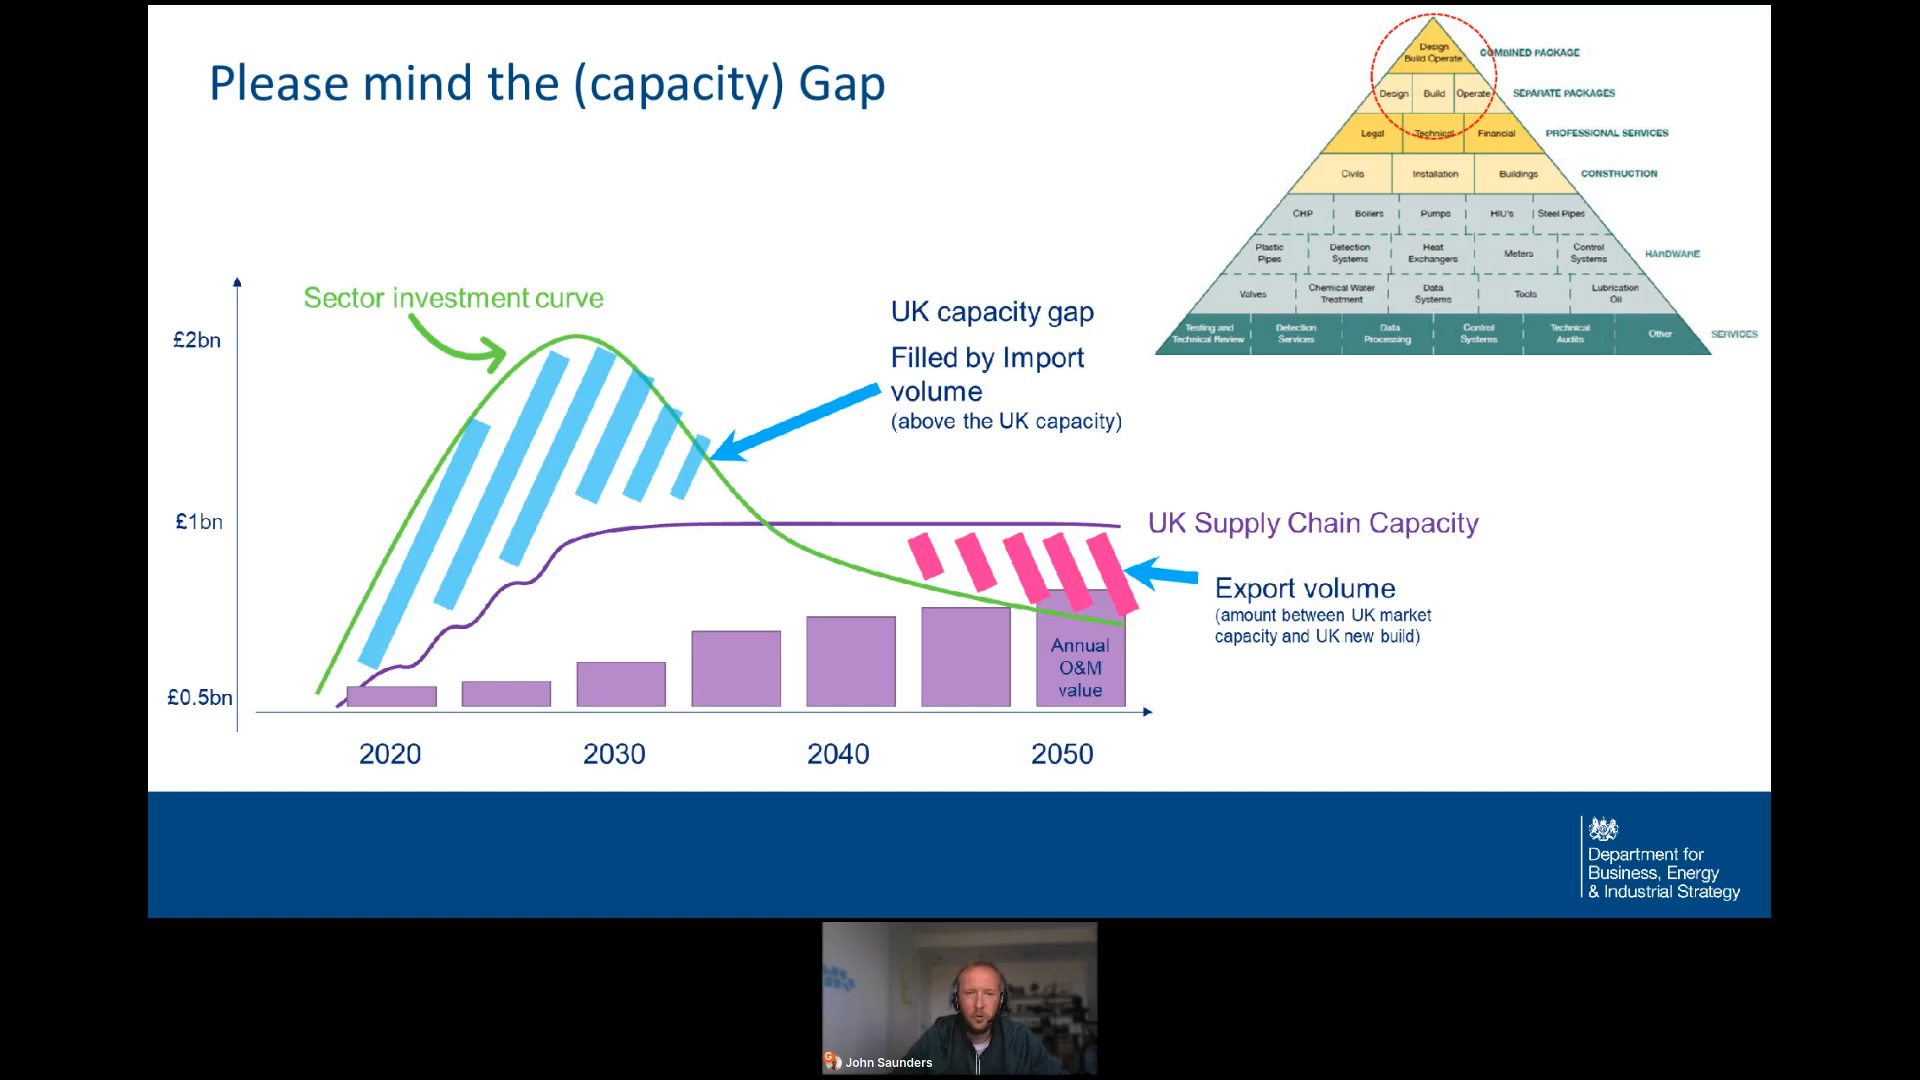 Please mind the (capacity) Gap
Design
Build Operate
COMBINED PACKAGE
Design Build Operate
SEPARATE PACKAGES
Legal Technical Financial
PROFESSIONAL SERVICES
Civils Installation Buildings
CONSTRUCTION
CHP Boilers Pumps HIU's Steel Pipes
Plastic
Pipes
Detection
Systems
Heat
Exchangers
Meters
Control
Systems
HARDWARE
Valves
Chemical Water
Treatment
Data
Systems
Tools
Lubrication
Oil
Testing and
Technical Review
Detection
Services
Data
Processing
Control
Systems
Technical
Audits
Other
SERVICES
Sector investment curve
£2bn
£1bn
£0.5bn
UK capacity gap
Filled by Import
volume
(above the UK capacity)
UK Supply Chain Capacity
Export volume
(amount between UK market
capacity and UK new build)
Annual
O&M
value
2020 2030 2040 2050
Department for
Business, Energy
& Industrial Strategy
G
John Saunders